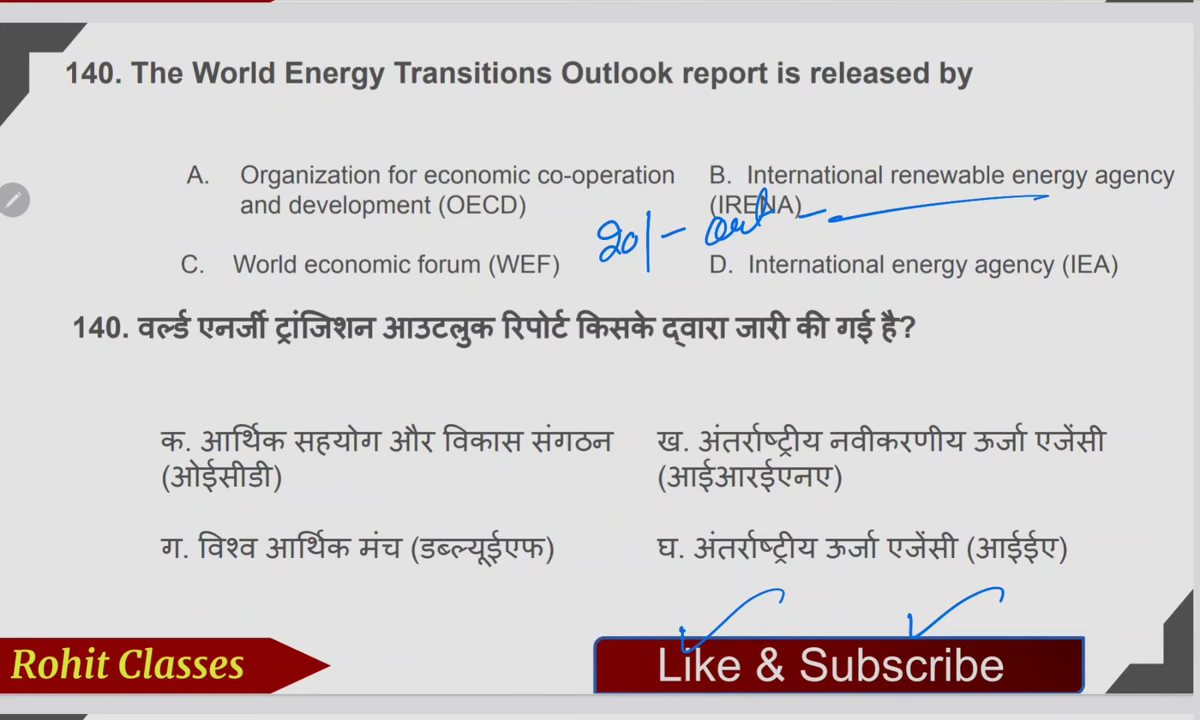 140. The World Energy Transitions Outlook report is released by
A. Organization for economic co-operation and development (OECD)
B. International renewable energy agency (IRENA)
C. World economic forum (WEF)
D. International energy agency (IEA)
140. वर्ल्ड एनर्जी ट्रांजिशन आउटलुक रिपोर्ट किसके द्वारा जारी की गई है?
क. आर्थिक सहयोग और विकास संगठन (ओईसीडी)
ख. अंतर्राष्ट्रीय नवीकरणीय ऊर्जा एजेंसी (आईआरईएनए)
ग. विश्व आर्थिक मंच (डब्ल्यूईएफ)
घ. अंतर्राष्ट्रीय ऊर्जा एजेंसी (आईईए)
Rohit Classes
Like & Subscribe